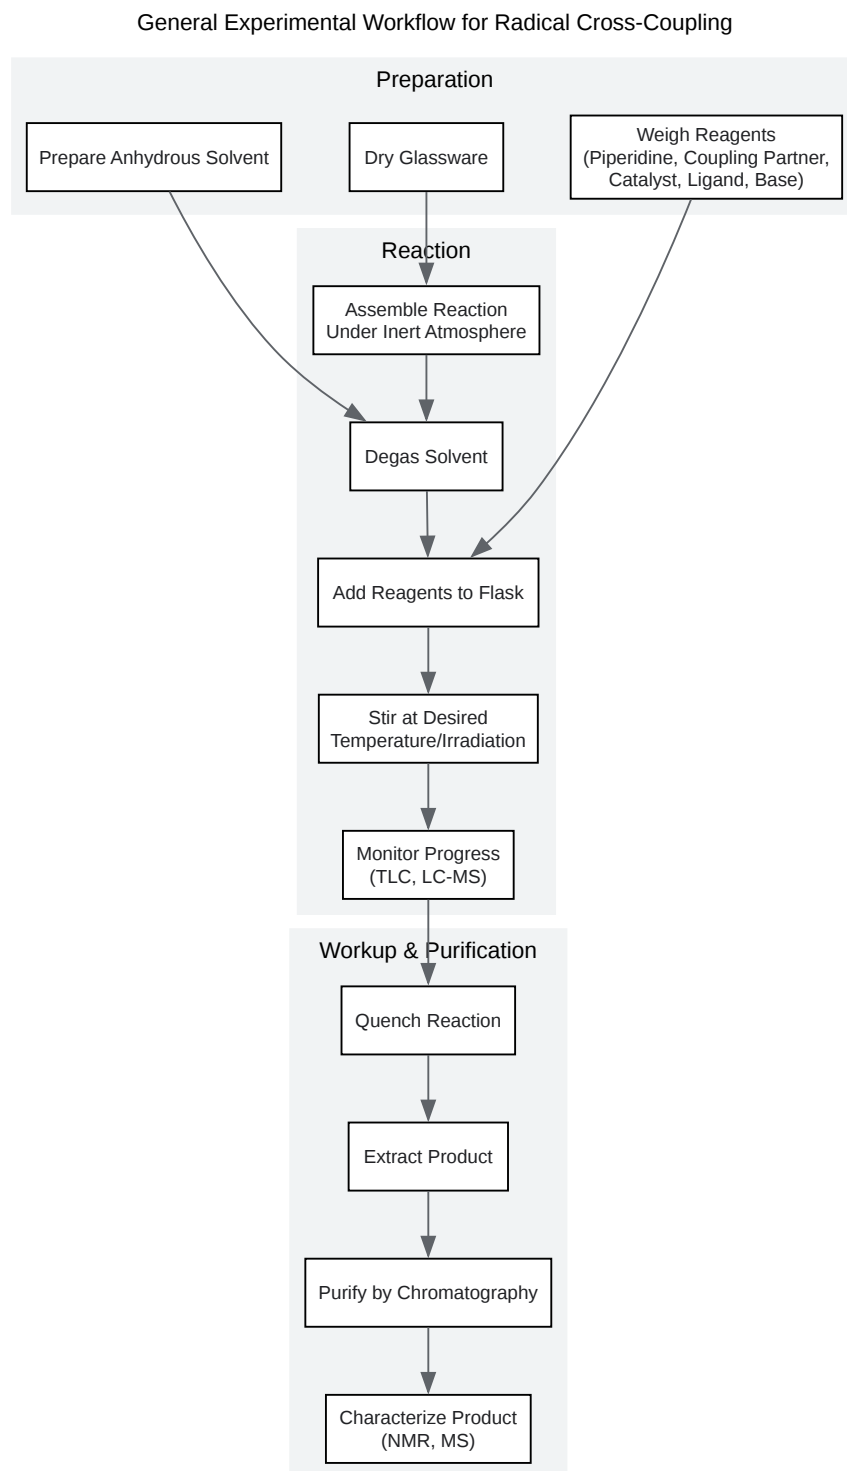 General Experimental Workflow for Radical Cross-Coupling
Preparation
Prepare Anhydrous Solvent
Dry Glassware
Weigh Reagents
(Piperidine, Coupling Partner,
Catalyst, Ligand, Base)
Reaction
Assemble Reaction
Under Inert Atmosphere
Degas Solvent
Add Reagents to Flask
Stir at Desired
Temperature/Irradiation
Monitor Progress
(TLC, LC-MS)
Workup & Purification
Quench Reaction
Extract Product
Purify by Chromatography
Characterize Product
(NMR, MS)